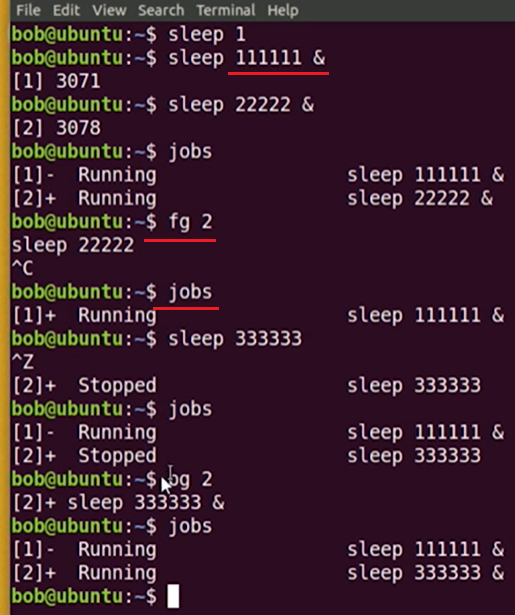 File Edit View Search Terminal Help
bob@ubuntu:~$ sleep 1
bob@ubuntu:~$ sleep 111111 &
[1] 3071
bob@ubuntu:~$ sleep 22222 &
[2] 3078
bob@ubuntu:~$ jobs
[1]-  Running                 sleep 111111 &
[2]+  Running                 sleep 22222 &
bob@ubuntu:~$ fg 2
sleep 22222
^C
bob@ubuntu:~$ jobs
[1]+  Running                 sleep 111111 &
bob@ubuntu:~$ sleep 333333
^Z
[2]+  Stopped                 sleep 333333
bob@ubuntu:~$ jobs
[1]-  Running                 sleep 111111 &
[2]+  Stopped                 sleep 333333
bob@ubuntu:~$ bg 2
[2]+ sleep 333333 &
bob@ubuntu:~$ jobs
[1]-  Running                 sleep 111111 &
[2]+  Running                 sleep 333333 &
bob@ubuntu:~$